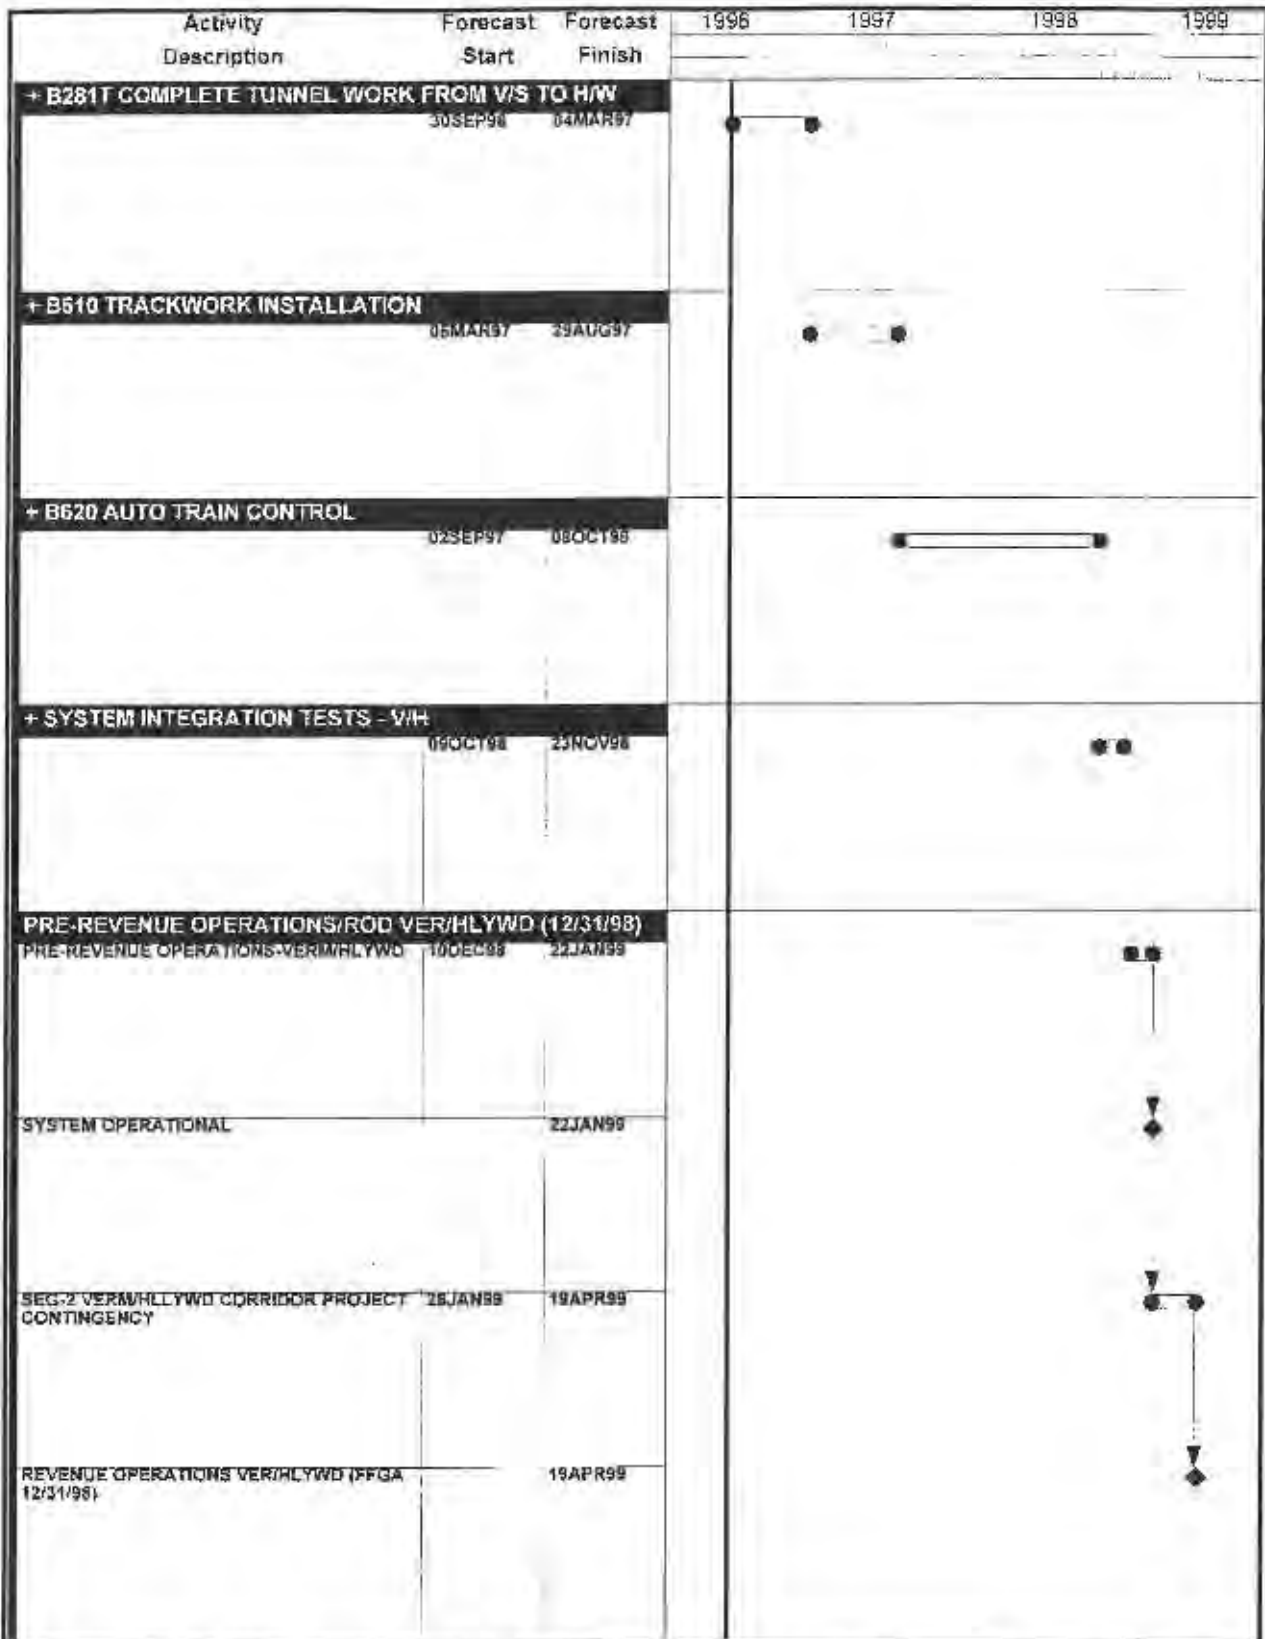 Activity Forecast Forecast 1996 1997 1998 1999
Description Start Finish
+ B281T COMPLETE TUNNEL WORK FROM V/S TO H/W
30SEP96 04MAR97
+ B610 TRACKWORK INSTALLATION
05MAR97 29AUG97
+ B620 AUTO TRAIN CONTROL
02SEP97 08OCT98
+ SYSTEM INTEGRATION TESTS - V/H
09OCT98 23NOV98
PRE-REVENUE OPERATIONS/ROD VER/HLYWD (12/31/98)
PRE-REVENUE OPERATIONS-VERM/HLYWD 10DEC98 22JAN99
SYSTEM OPERATIONAL 22JAN99
SEG-2 VERM/HLLYWD CORRIDOR PROJECT JAN99 19APR99
CONTINGENCY
REVENUE OPERATIONS VER/HLYWD (FFGA 19APR99
12/31/98)